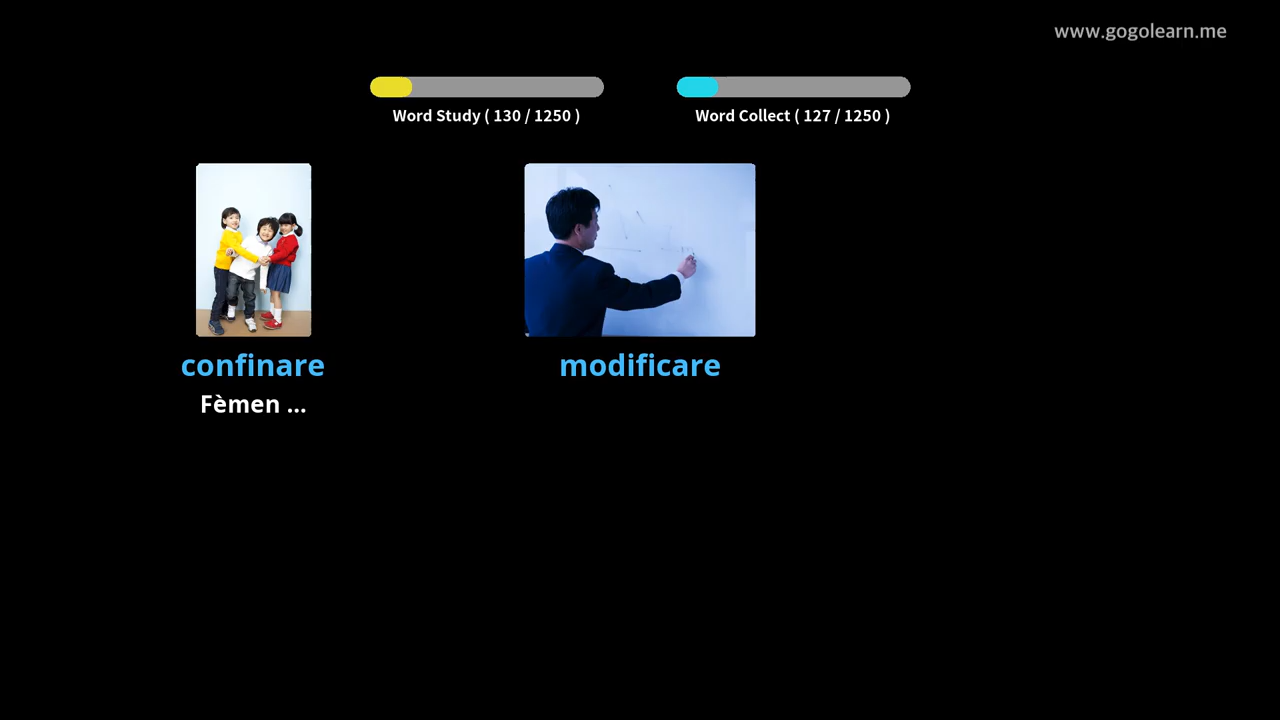 www.gogolearn.me
Word Study ( 130 / 1250 )
Word Collect ( 127 / 1250 )
confinare
Fèmen ...
modificare